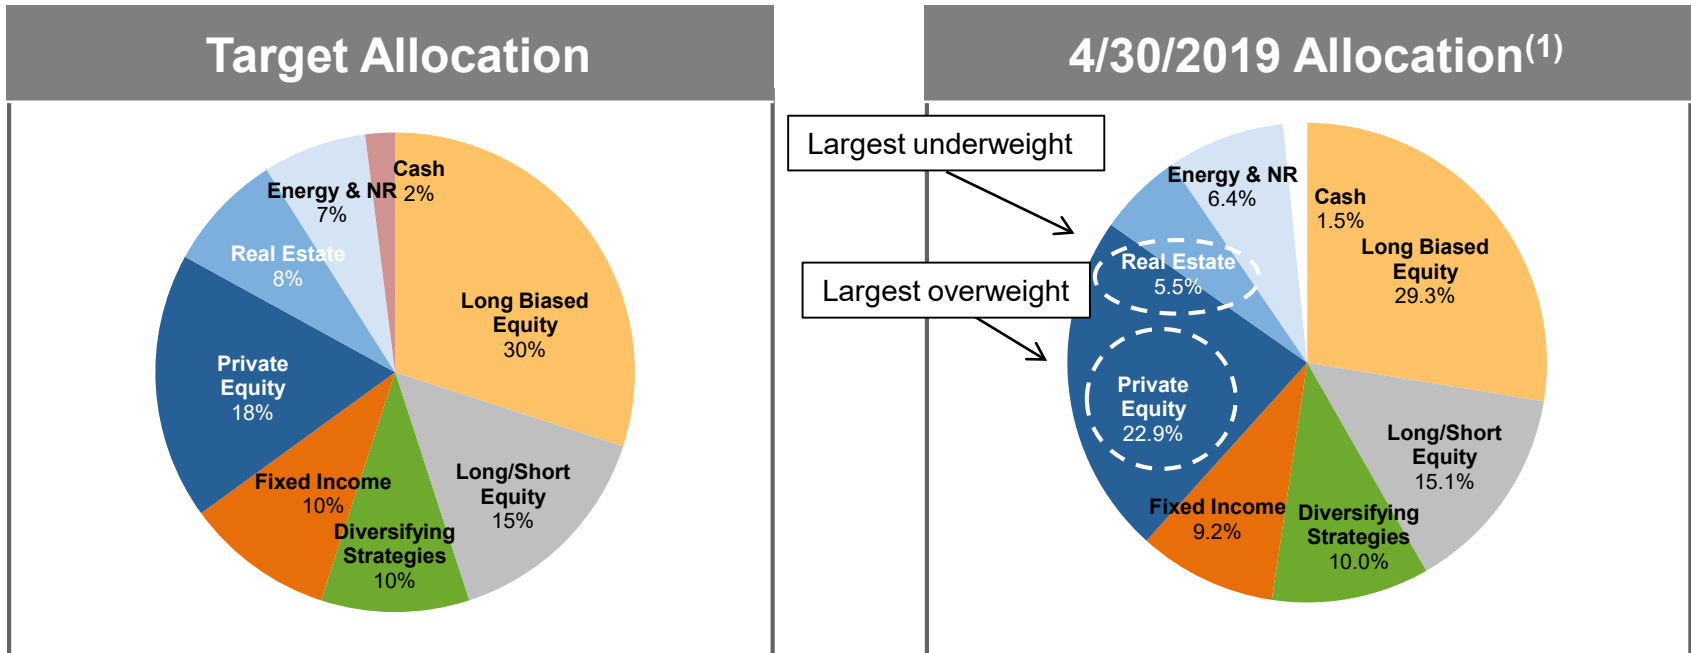 Target Allocation
Cash
2%
Energy & NR
7%
Real Estate
8%
Long Biased
Equity
30%
Private
Equity
18%
Fixed Income
10%
Long/Short
Equity
15%
Diversifying
Strategies
10%
4/30/2019 Allocation(1)
Largest underweight
Largest overweight
Energy & NR
6.4%
Cash
1.5%
Long Biased
Equity
29.3%
Real Estate
5.5%
Private
Equity
22.9%
Long/Short
Equity
15.1%
Fixed Income
9.2%
Diversifying
Strategies
10.0%